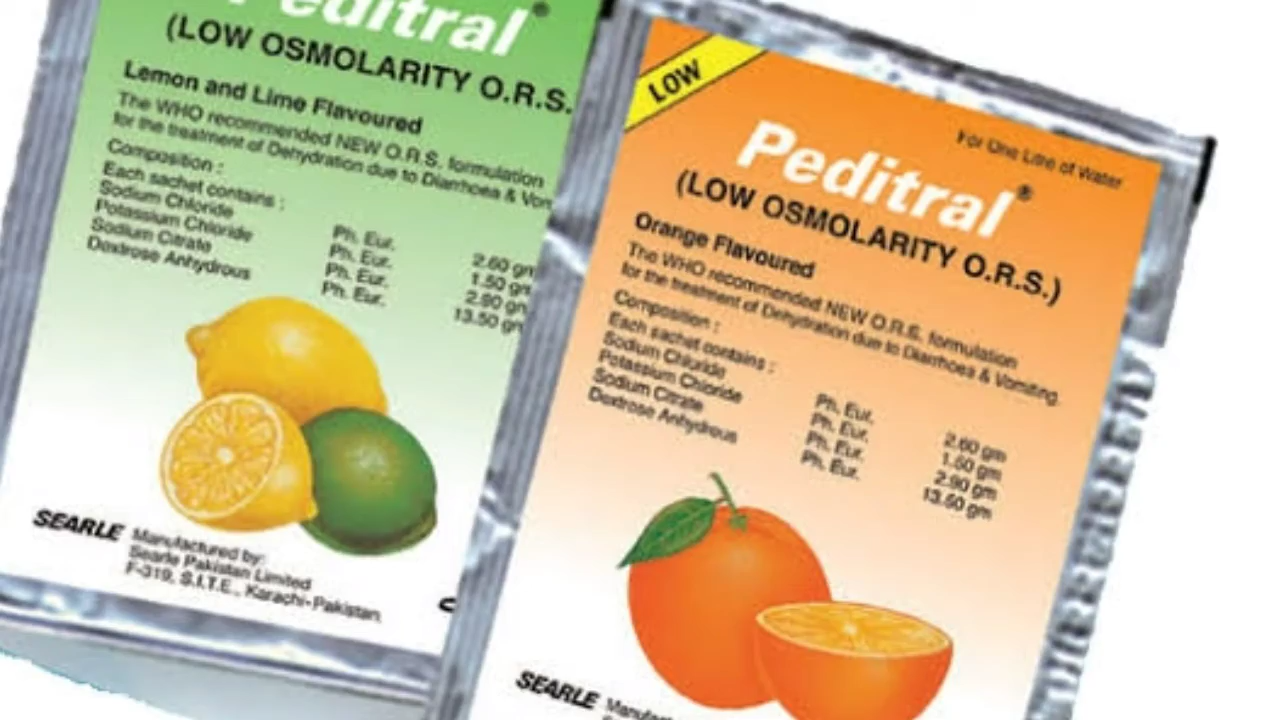 Peditral®
(LOW OSMOLARITY O.R.S.
Lemon and Lime Flavoured
The WHO recommended NEW O.R.S. formulation
for the treatment of Dehydration due to Diarrhoea & Vom
Composition :
Each sachet contains :
Sodium Chloride Ph. Eur. 2.60 gm
Potassium Chloride Ph. Eur. 1.50 gm
Sodium Citrate Ph. Eur. 2.90 gm
Dextrose Anhydrous Ph. Eur. 13.50 gm
SEARLE
Manufactured by:
Searle Pakistan Limited
F-319, S.I.T.E., Karachi-Pakistan
LOW
For One Litre of Water
Peditral®
(LOW OSMOLARITY O.R.S.)
Orange Flavoured
The WHO recommended NEW O.R.S. formulation
for the treatment of Dehydration due to Diarrhoea & Vomiting.
Composition :
Each sachet contains :
Sodium Chloride Ph. Eur. 2.60 gm
Potassium Chloride Ph. Eur. 1.50 gm
Sodium Citrate Ph. Eur. 2.90 gm
Dextrose Anhydrous Ph. Eur. 13.50 gm
SEARLE